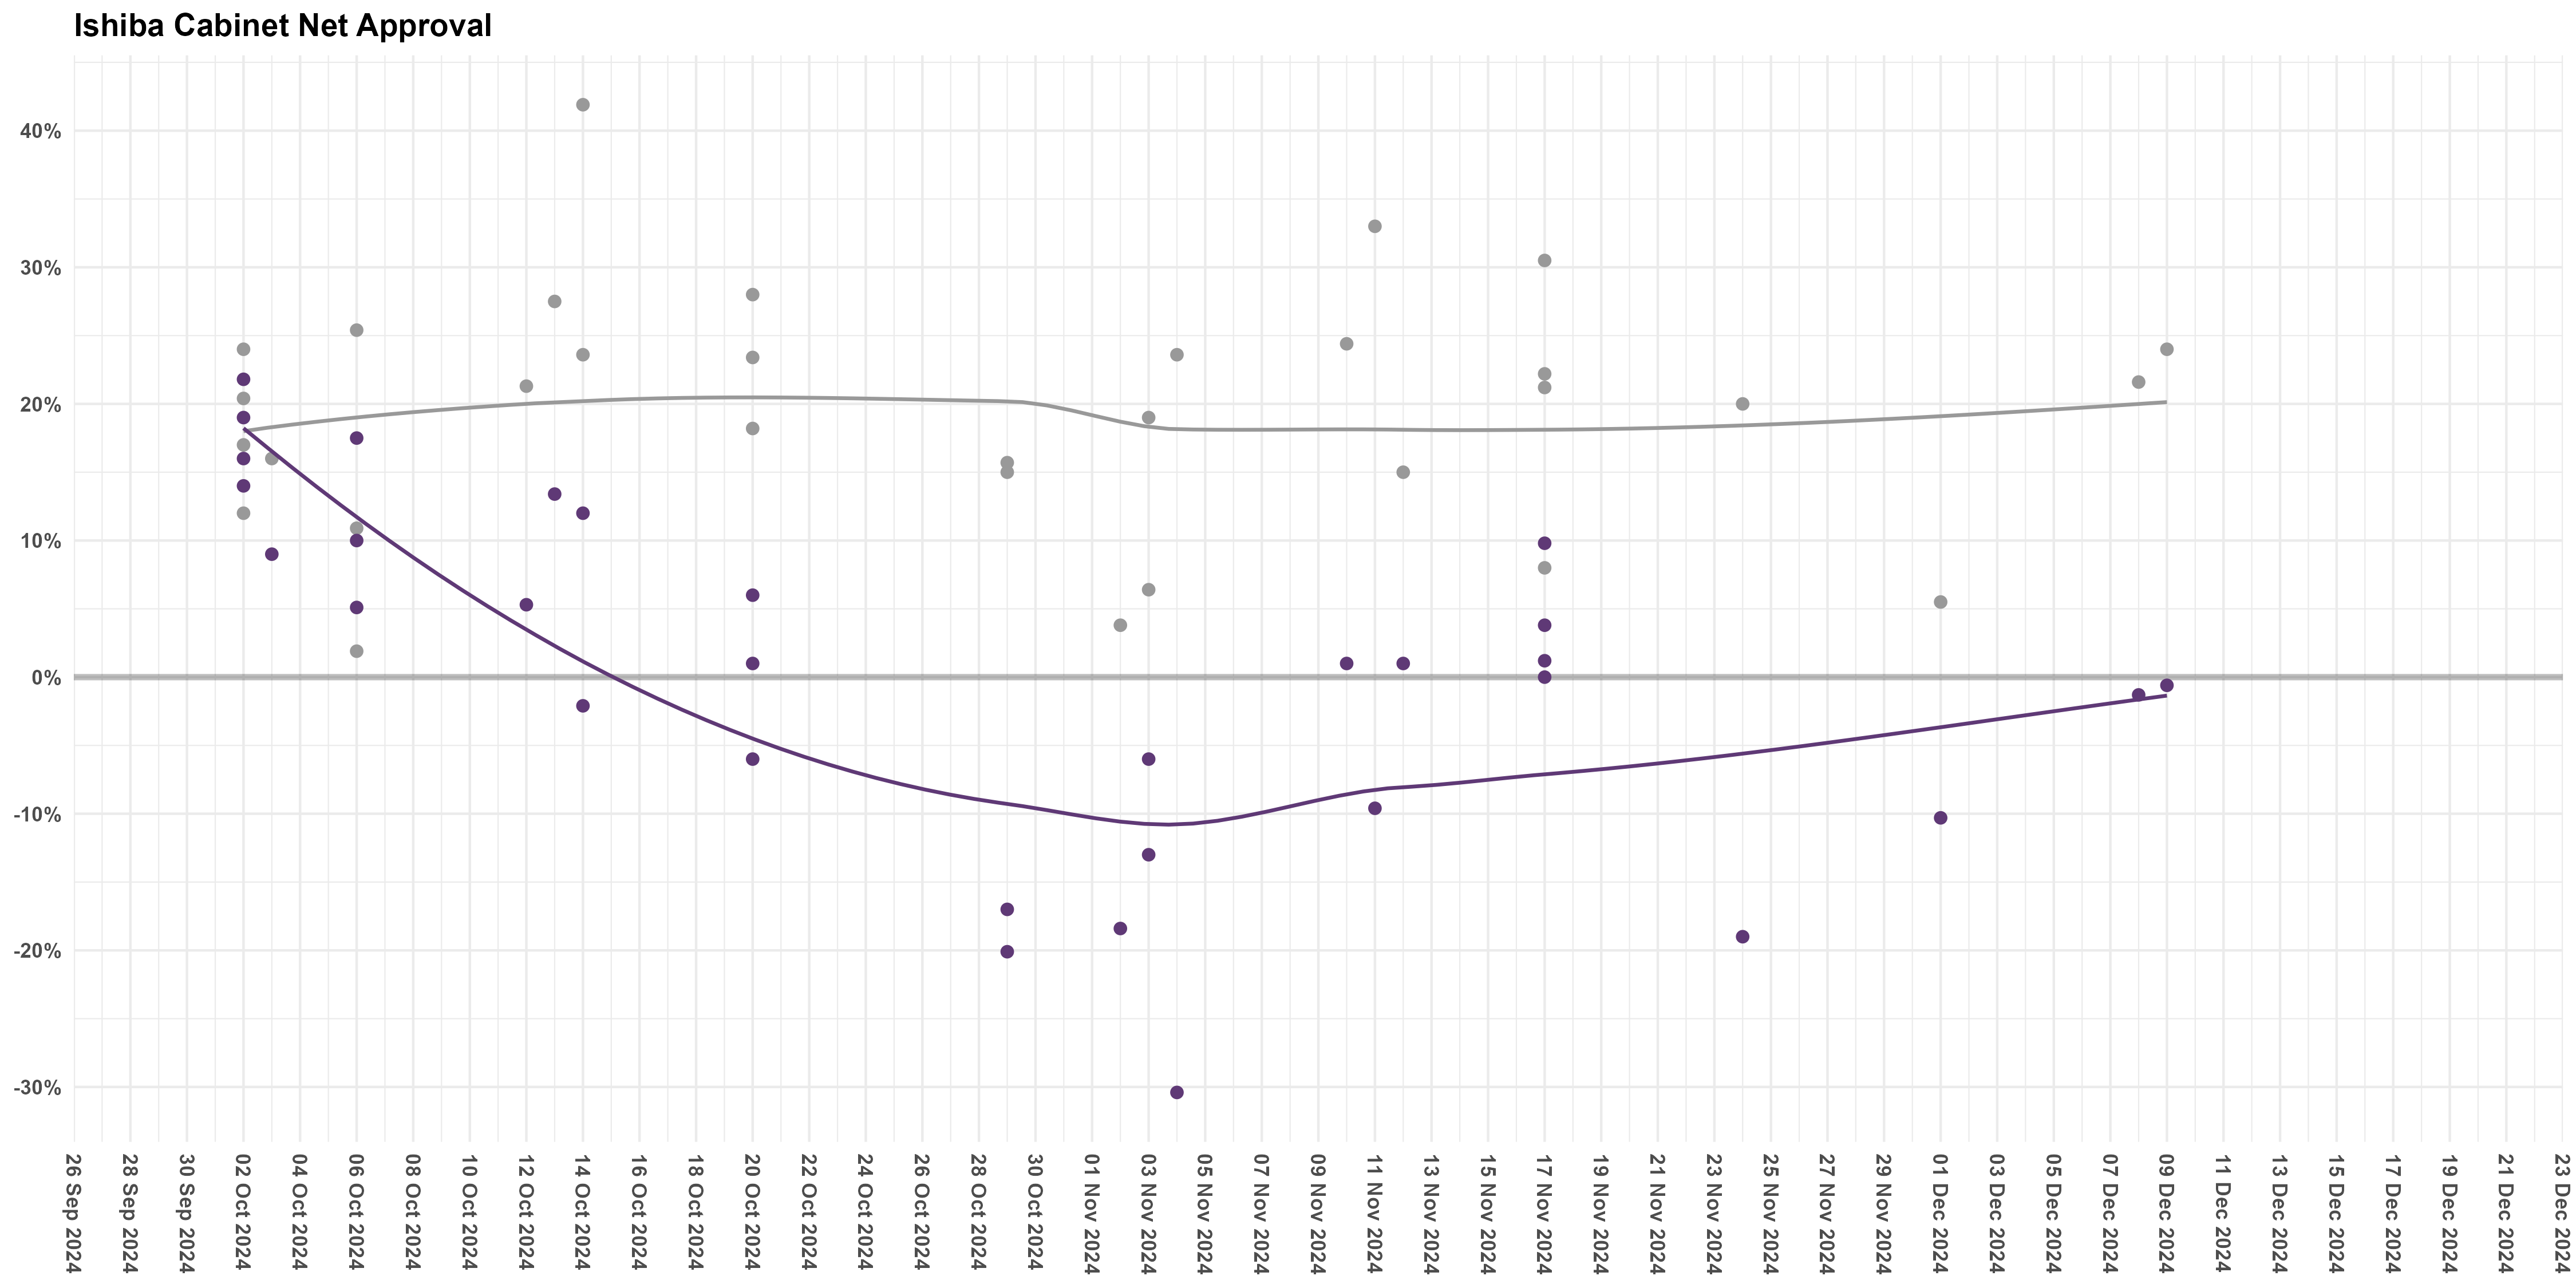 Ishiba Cabinet Net Approval
40%
30%
20%
10%
0%
-10%
-20%
-30%
26 Sep 2024
28 Sep 2024
30 Sep 2024
02 Oct 2024
04 Oct 2024
06 Oct 2024
08 Oct 2024
10 Oct 2024
12 Oct 2024
14 Oct 2024
16 Oct 2024
18 Oct 2024
20 Oct 2024
22 Oct 2024
24 Oct 2024
26 Oct 2024
28 Oct 2024
30 Oct 2024
01 Nov 2024
03 Nov 2024
05 Nov 2024
07 Nov 2024
09 Nov 2024
11 Nov 2024
13 Nov 2024
15 Nov 2024
17 Nov 2024
19 Nov 2024
21 Nov 2024
23 Nov 2024
25 Nov 2024
27 Nov 2024
29 Nov 2024
01 Dec 2024
03 Dec 2024
05 Dec 2024
07 Dec 2024
09 Dec 2024
11 Dec 2024
13 Dec 2024
15 Dec 2024
17 Dec 2024
19 Dec 2024
21 Dec 2024
23 Dec 2024